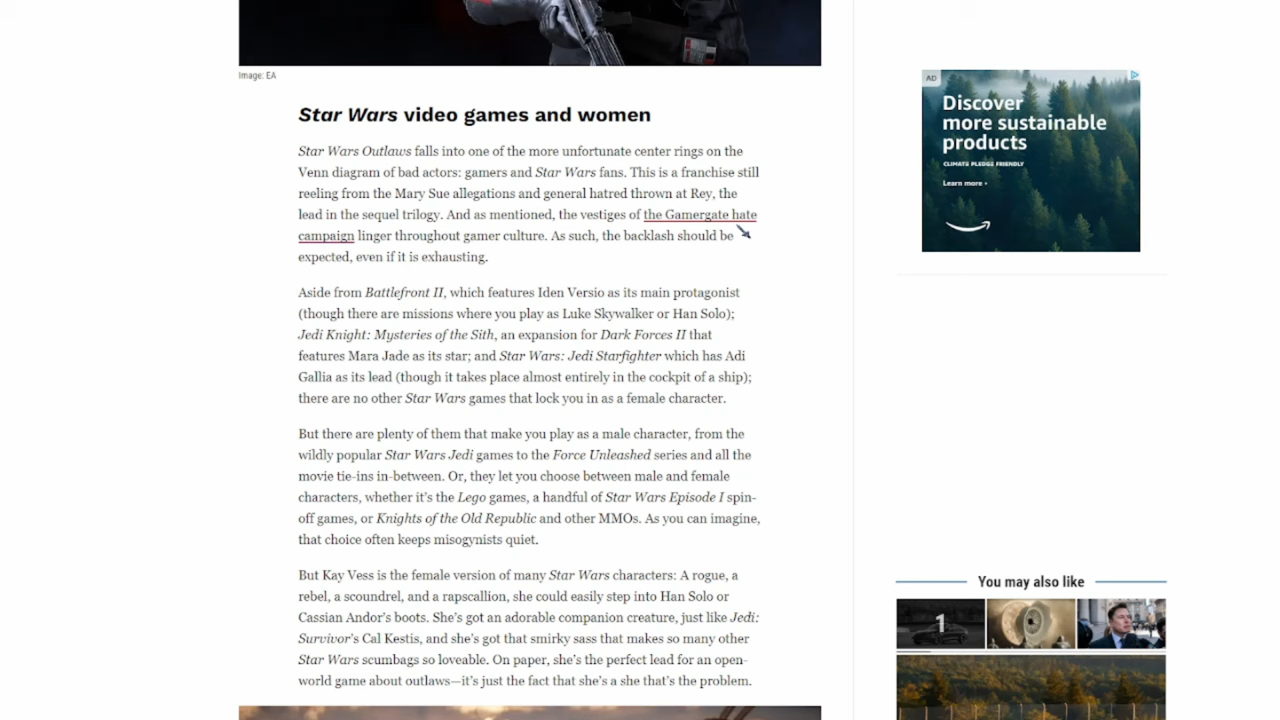 Image: EA
Star Wars video games and women
Star Wars Outlaws falls into one of the more unfortunate center rings on the
Venn diagram of bad actors: gamers and Star Wars fans. This is a franchise still
reeling from the Mary Sue allegations and general hatred thrown at Rey, the
lead in the sequel trilogy. And as mentioned, the vestiges of the Gamergate hate
campaign linger throughout gamer culture. As such, the backlash should be
expected, even if it is exhausting.
Aside from Battlefront II, which features Iden Versio as its main protagonist
(though there are missions where you play as Luke Skywalker or Han Solo);
Jedi Knight: Mysteries of the Sith, an expansion for Dark Forces II that
features Mara Jade as its star; and Star Wars: Jedi Starfighter which has Adi
Gallia as its lead (though it takes place almost entirely in the cockpit of a ship);
there are no other Star Wars games that lock you in as a female character.
But there are plenty of them that make you play as a male character, from the
wildly popular Star Wars Jedi games to the Force Unleashed series and all the
movie tie-ins in-between. Or, they let you choose between male and female
characters, whether it's the Lego games, a handful of Star Wars Episode I spin-
off games, or Knights of the Old Republic and other MMOs. As you can imagine,
that choice often keeps misogynists quiet.
But Kay Vess is the female version of many Star Wars characters: A rogue, a
rebel, a scoundrel, and a rapscallion, she could easily step into Han Solo or
Cassian Andor's boots. She's got an adorable companion creature, just like Jedi:
Survivor's Cal Kestis, and she's got that smirky sass that makes so many other
Star Wars scumbags so loveable. On paper, she's the perfect lead for an open-
world game about outlaws—it's just the fact that she's a she that's the problem.
AD
Discover
more sustainable
products
CLIMATE PLEDGE FRIENDLY
Learn more ›
You may also like
1